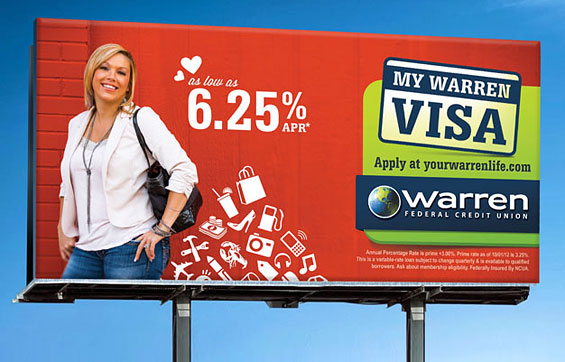 as low as
6.25%
APR*
MY WARREN
VISA
Apply at yourwarrenlife.com
warren
FEDERAL CREDIT UNION
Annual Percentage Rate is prime +3.00%. Prime rate as of 10/01/12 is 3.25%.
This is a variable-rate loan subject to change quarterly & is available to qualified
borrowers. Ask about membership eligibility. Federally Insured By NCUA.